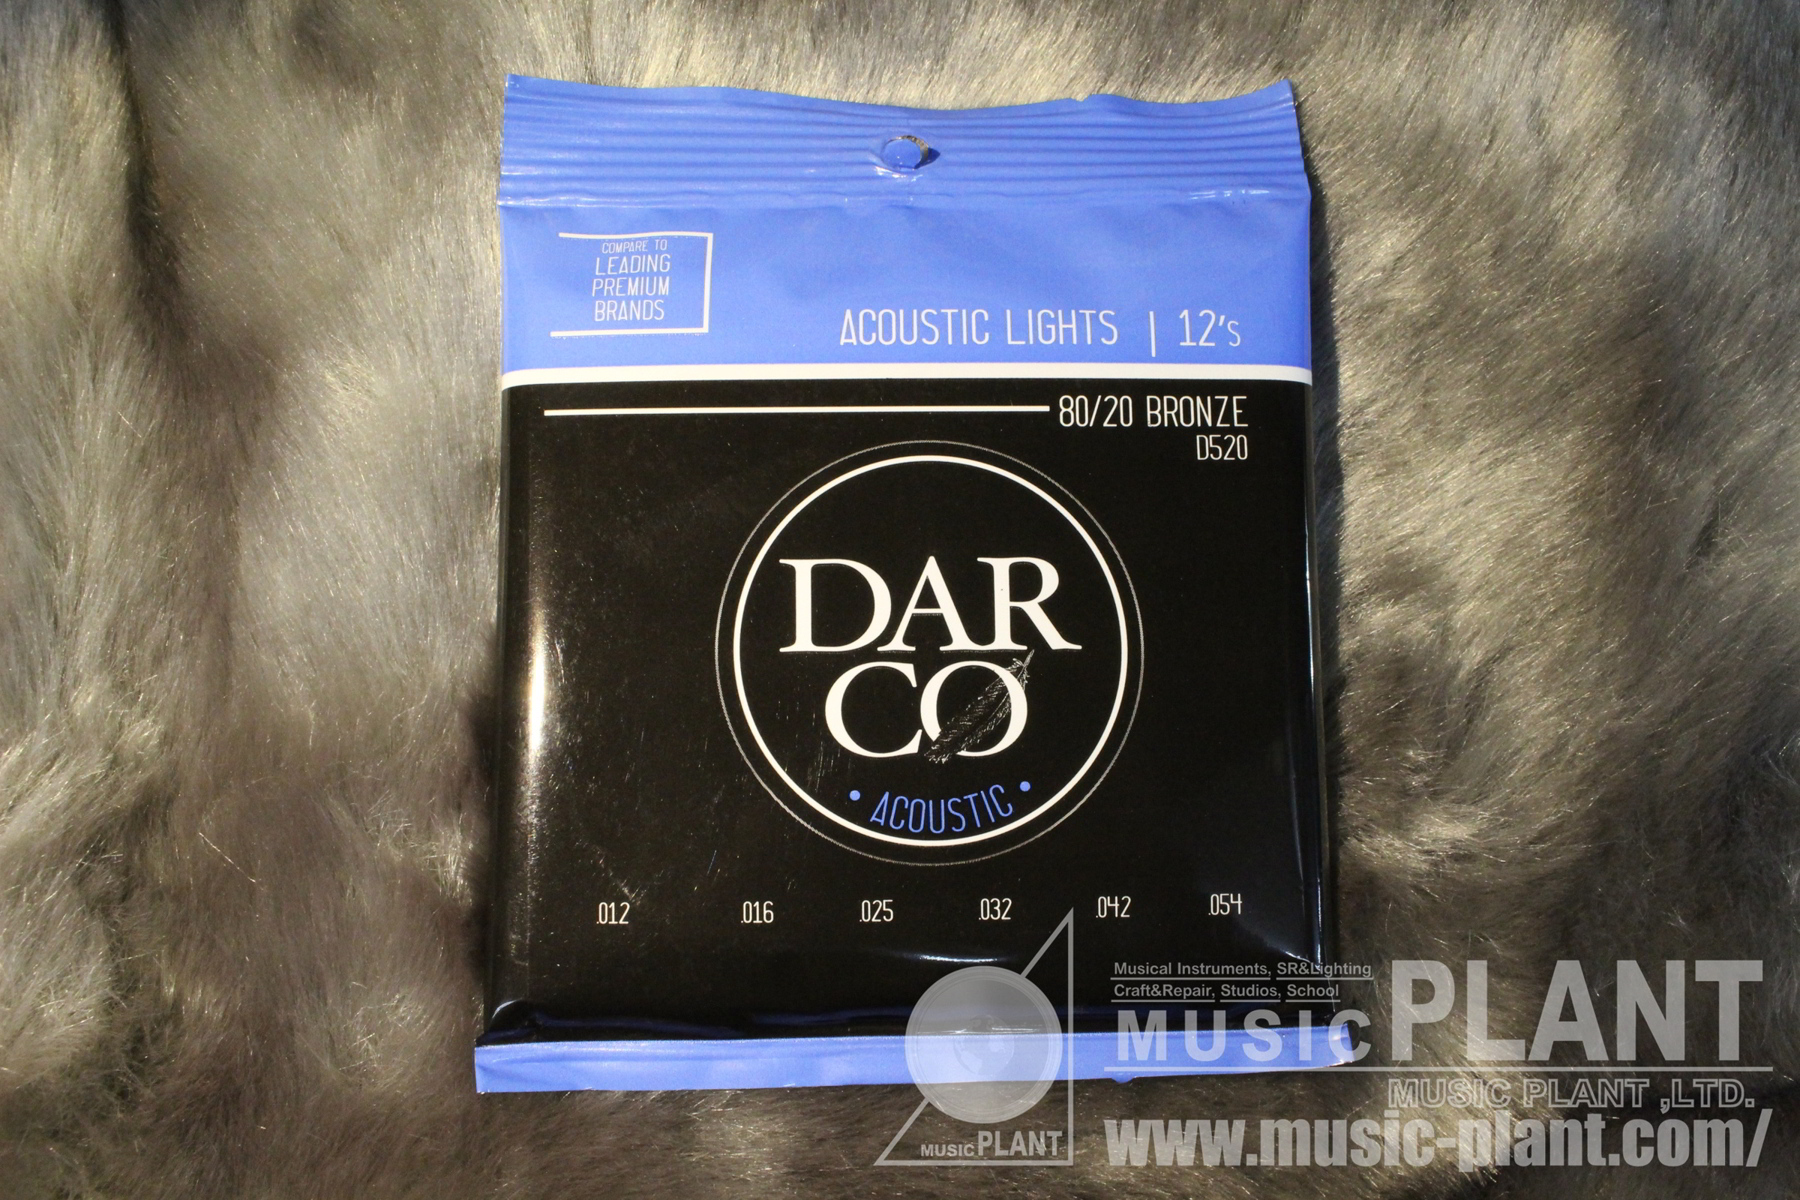 COMPARE TO
LEADING
PREMIUM
BRANDS
ACOUSTIC LIGHTS | 12's
80/20 BRONZE
D520
DAR
CO
• ACOUSTIC •
.012 .016 .025 .032 .042 .054
Musical Instruments, SR&Lighting
Craft&Repair, Studios, School
MUSIC PLANT
MUSIC PLANT ,LTD.
MUSIC PLANT
www.music-plant.com/